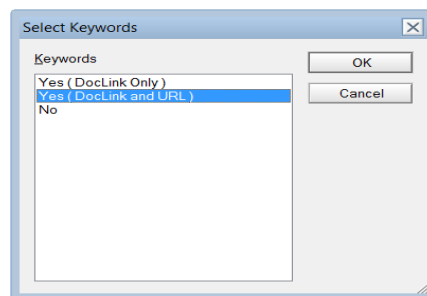 Select Keywords
Keywords
OK
Yes ( DocLink Only )
Yes ( DocLink and URL )
Cancel
No